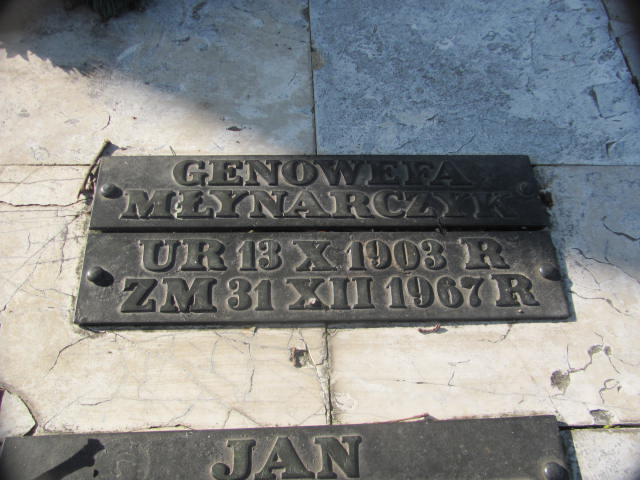 GENOWEFA
MŁYNARCZYK
UR 13 X 1903 R
ZM 31 XII 1967 R
JAN